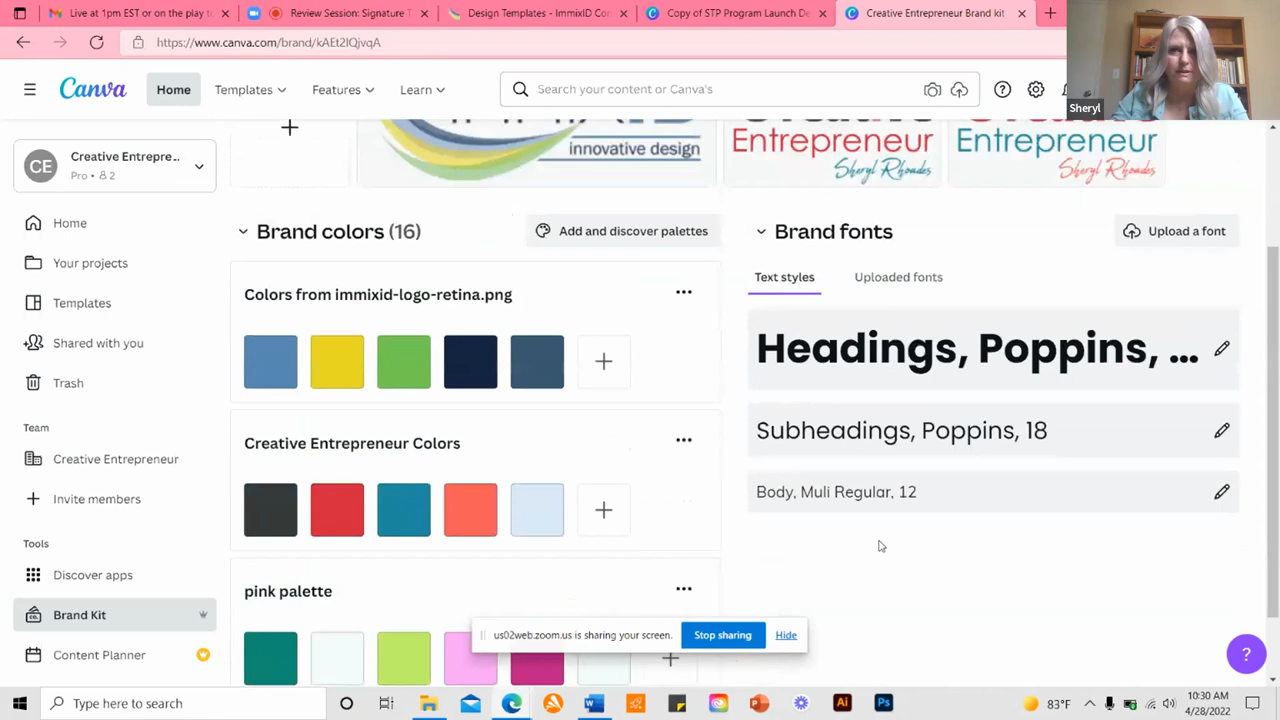 Live at 1pm EST or on the play to
Review Session: Signature T
Design Templates - ImmixID Cor
Copy of STP Program Launch De
Creative Entrepreneur Brand kit
https://www.canva.com/brand/kAEt2IQjvqA
Sheryl
Canva
Home
Templates
Features
Learn
Search your content or Canva's
CE
Creative Entrepre...
Pro • 2
innovative design
Entrepreneur
Sheryl Rhoades
Entrepreneur
Sheryl Rhoades
Home
Your projects
Templates
Shared with you
Trash
Team
Creative Entrepreneur
Invite members
Tools
Discover apps
Brand Kit
Content Planner
Brand colors (16)
Add and discover palettes
Colors from immixid-logo-retina.png
Creative Entrepreneur Colors
pink palette
Brand fonts
Upload a font
Text styles
Uploaded fonts
Headings, Poppins, ...
Subheadings, Poppins, 18
Body, Muli Regular, 12
us02web.zoom.us is sharing your screen.
Stop sharing
Hide
?
Type here to search
W
Ai
Ps
83°F
10:30 AM
4/28/2022